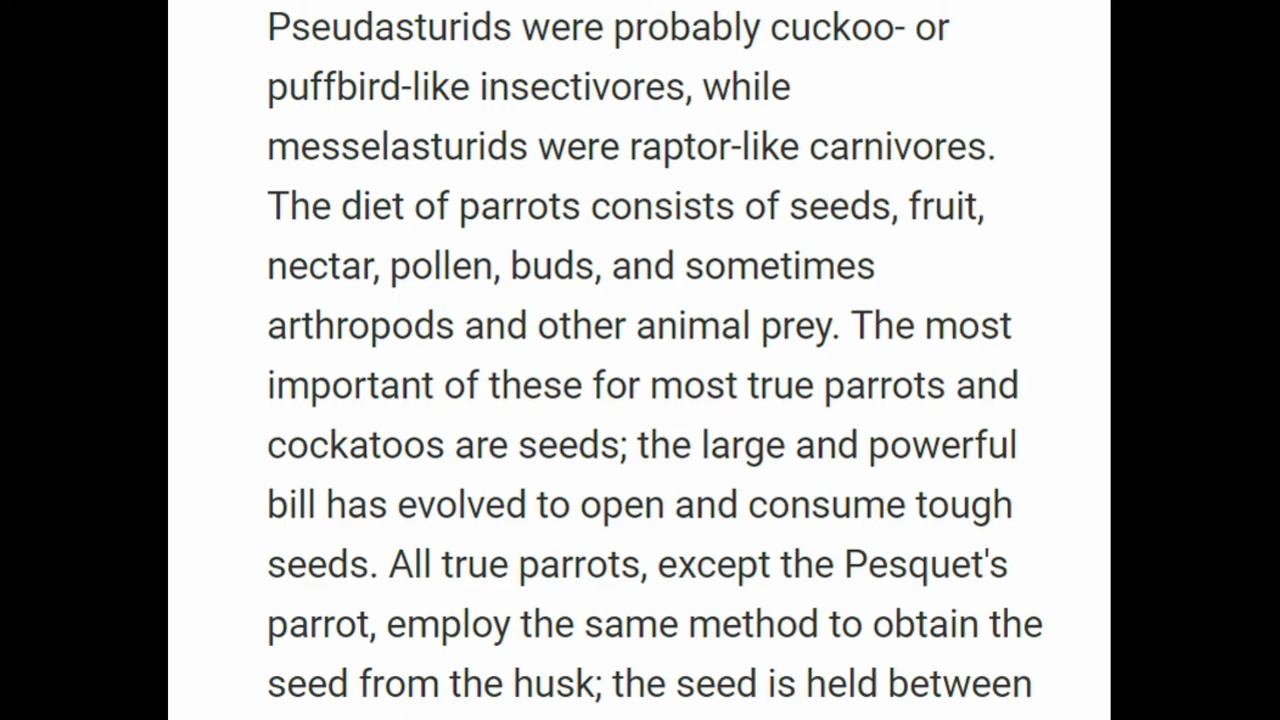 Pseudasturids were probably cuckoo- or
puffbird-like insectivores, while
messelasturids were raptor-like carnivores.
The diet of parrots consists of seeds, fruit,
nectar, pollen, buds, and sometimes
arthropods and other animal prey. The most
important of these for most true parrots and
cockatoos are seeds; the large and powerful
bill has evolved to open and consume tough
seeds. All true parrots, except the Pesquet's
parrot, employ the same method to obtain the
seed from the husk; the seed is held between